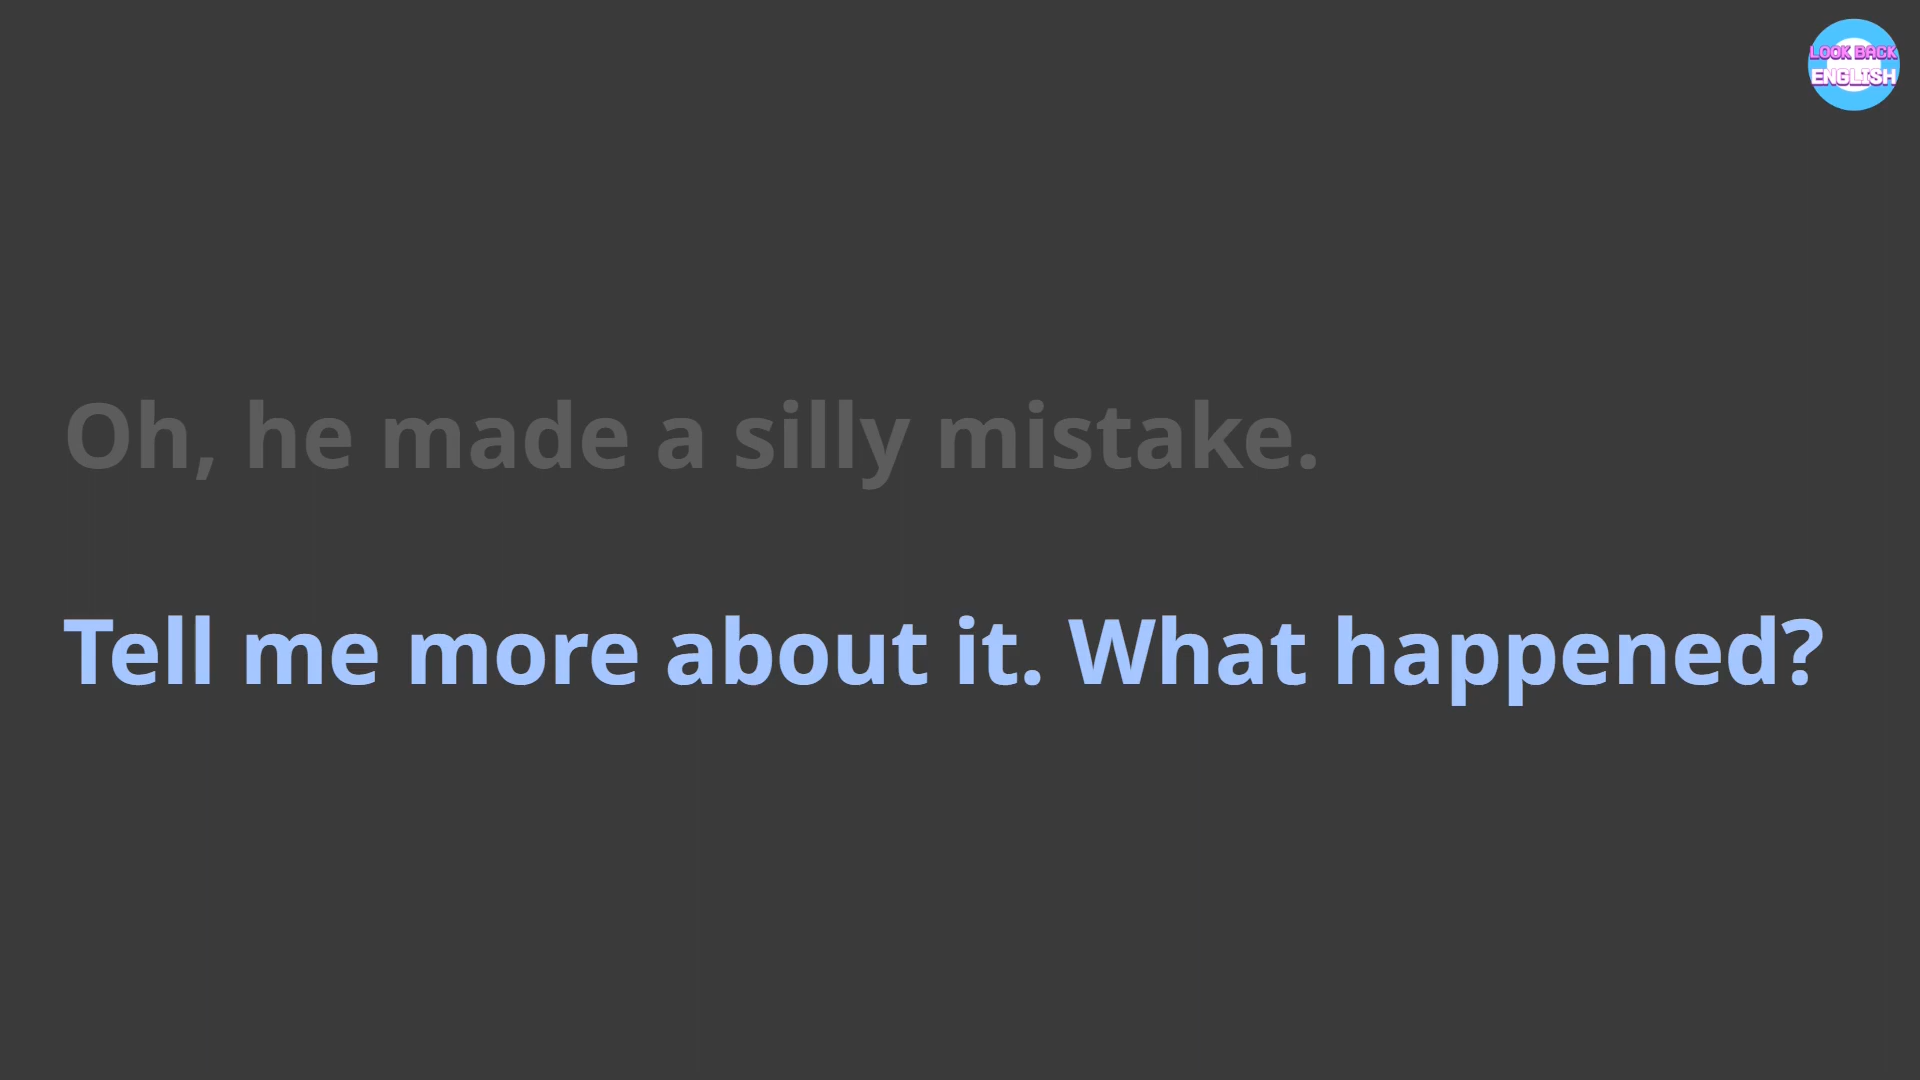 LOOK BACK
ENGLISH
Oh, he made a silly mistake.
Tell me more about it. What happened?